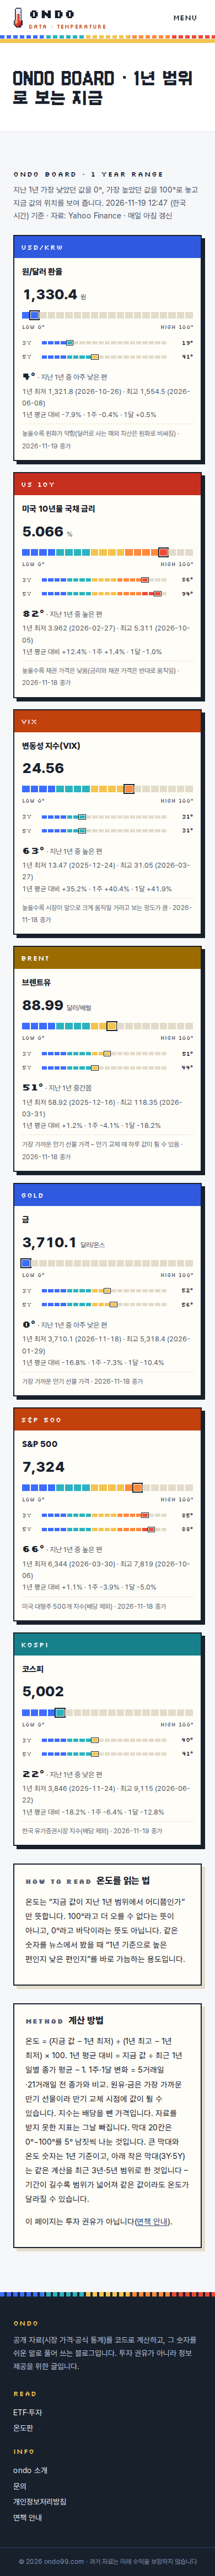 ONDO
DATA · TEMPERATURE
MENU
ONDO BOARD · 1년 범위
로 보는 지금
ONDO BOARD · 1 YEAR RANGE
지난 1년 가장 낮았던 값을 0°, 가장 높았던 값을 100°로 놓고
지금 값의 위치를 보여 줍니다. 2026-11-19 12:47 (한국
시간) 기준 · 자료: Yahoo Finance · 매일 아침 갱신
USD/KRW
원/달러 환율
1,330.4 원
LOW 0° HIGH 100°
3Y 19°
5Y 41°
4° · 지난 1년 중 아주 낮은 편
1년 최저 1,321.8 (2026-10-26) · 최고 1,554.5 (2026-
06-08)
1년 평균 대비 -7.9% · 1주 -0.4% · 1달 +0.5%
높을수록 원화가 약함(달러로 사는 해외 자산은 원화로 비싸짐) ·
2026-11-19 종가
US 10Y
미국 10년물 국채 금리
5.066 %
LOW 0° HIGH 100°
3Y 86°
5Y 94°
82° · 지난 1년 중 높은 편
1년 최저 3.962 (2026-02-27) · 최고 5.311 (2026-10-
05)
1년 평균 대비 +12.4% · 1주 +1.4% · 1달 -1.0%
높을수록 채권 가격은 낮음(금리와 채권 가격은 반대로 움직임) ·
2026-11-18 종가
VIX
변동성 지수(VIX)
24.56
LOW 0° HIGH 100°
3Y 31°
5Y 31°
63° · 지난 1년 중 높은 편
1년 최저 13.47 (2025-12-24) · 최고 31.05 (2026-03-
27)
1년 평균 대비 +35.2% · 1주 +40.4% · 1달 +41.9%
높을수록 시장이 앞으로 크게 움직일 거라고 보는 정도가 큼 · 2026-
11-18 종가
BRENT
브렌트유
88.99 달러/배럴
LOW 0° HIGH 100°
3Y 51°
5Y 44°
51° · 지난 1년 중간쯤
1년 최저 58.92 (2025-12-16) · 최고 118.35 (2026-
03-31)
1년 평균 대비 +1.2% · 1주 -4.1% · 1달 -18.2%
가장 가까운 만기 선물 가격 – 만기 교체 때 하루 값이 튈 수 있음 ·
2026-11-18 종가
GOLD
금
3,710.1 달러/온스
LOW 0° HIGH 100°
3Y 52°
5Y 56°
0° · 지난 1년 중 아주 낮은 편
1년 최저 3,710.1 (2026-11-18) · 최고 5,318.4 (2026-
01-29)
1년 평균 대비 -16.8% · 1주 -7.3% · 1달 -10.4%
가장 가까운 만기 선물 가격 · 2026-11-18 종가
S&P 500
S&P 500
7,324
LOW 0° HIGH 100°
3Y 85°
5Y 88°
66° · 지난 1년 중 높은 편
1년 최저 6,344 (2026-03-30) · 최고 7,819 (2026-10-
06)
1년 평균 대비 +1.1% · 1주 -3.9% · 1달 -5.0%
미국 대형주 500개 지수(배당 제외) · 2026-11-18 종가
KOSPI
코스피
5,002
LOW 0° HIGH 100°
3Y 40°
5Y 41°
22° · 지난 1년 중 낮은 편
1년 최저 3,846 (2025-11-24) · 최고 9,115 (2026-06-
22)
1년 평균 대비 -18.2% · 1주 -6.4% · 1달 -12.8%
한국 유가증권시장 지수(배당 제외) · 2026-11-19 종가
HOW TO READ 온도를 읽는 법
온도는 “지금 값이 지난 1년 범위에서 어디쯤인가”
만 뜻합니다. 100°라고 더 오를 수 없다는 뜻이
아니고, 0°라고 바닥이라는 뜻도 아닙니다. 같은
숫자를 뉴스에서 봤을 때 “1년 기준으로 높은
편인지 낮은 편인지”를 바로 가늠하는 용도입니다.
METHOD 계산 방법
온도 = (지금 값 − 1년 최저) ÷ (1년 최고 − 1년
최저) × 100. 1년 평균 대비 = 지금 값 ÷ 최근 1년
일별 종가 평균 − 1. 1주·1달 변화 = 5거래일
·21거래일 전 종가와 비교. 원유·금은 가장 가까운
만기 선물이라 만기 교체 시점에 값이 튈 수
있습니다. 지수는 배당을 뺀 가격입니다. 자료를
받지 못한 지표는 그날 빠집니다. 막대 20칸은
0°~100°를 5° 남짓씩 나눈 것입니다. 큰 막대와
온도 숫자는 1년 기준이고, 아래 작은 막대(3Y·5Y)
는 같은 계산을 최근 3년·5년 범위로 한 것입니다 –
기간이 길수록 범위가 넓어져 같은 값이라도 온도가
달라질 수 있습니다.
이 페이지는 투자 권유가 아닙니다(면책 안내).
ONDO
공개 자료(시장 가격·공식 통계)를 코드로 계산하고, 그 숫자를
쉬운 말로 풀어 쓰는 블로그입니다. 투자 권유가 아니라 정보
제공을 위한 글입니다.
READ
ETF·투자
온도판
INFO
ondo 소개
문의
개인정보처리방침
면책 안내
© 2026 ondo99.com · 과거 자료는 미래 수익을 보장하지 않습니다